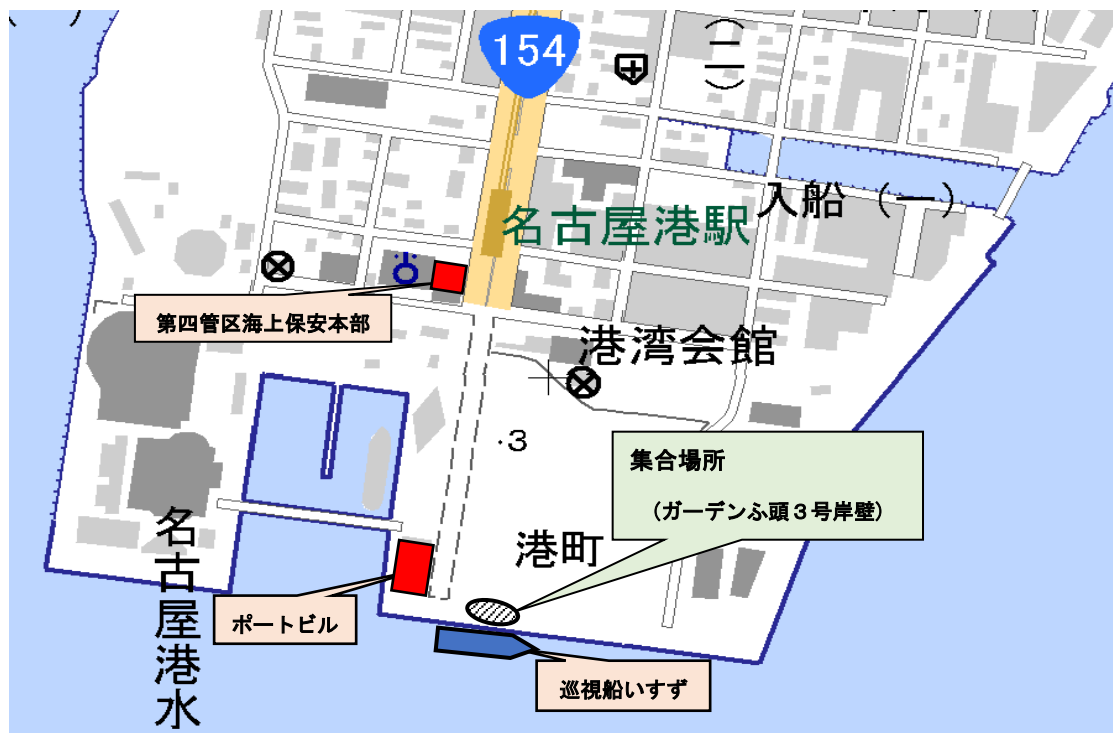 154
(二)
入船 (一)
名古屋港駅
第四管区海上保安本部
港湾会館
・3
集合場所
(ガーデンふ頭3号岸壁)
港町
名古屋港水
ポートビル
巡視船いすず